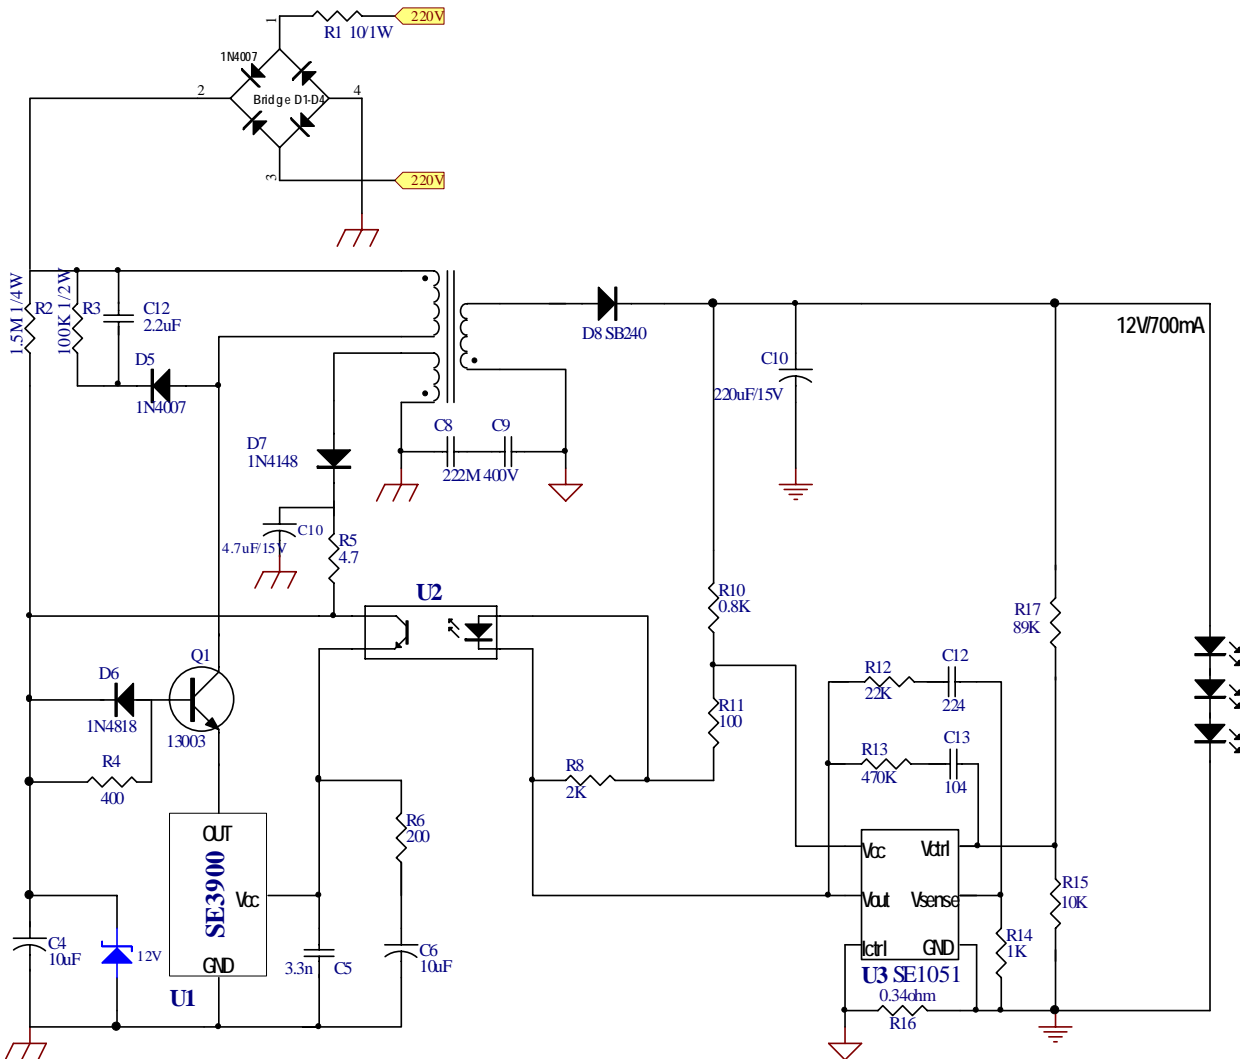 1
220V
R1 10/1W
1N4007
2
4
Bridge D1-D4
3
220V
1.5M 1/4W
R2
100K 1/2W
R3
C12
2.2uF
D5
1N4007
D8 SB240
12V/700mA
C10
220uF/15V
C8
C9
222M 400V
D7
1N4148
C10
4.7uF/15V
R5
4.7
U2
R10
0.8K
R17
89K
Q1
D6
1N4818
13003
R4
400
R12
22K
C12
224
R11
100
R13
470K
C13
104
R8
2K
R6
200
OUT
SE3900
Vcc
GND
U1
Vcc
Vctrl
Vout
Vsense
Ictrl
GND
U3 SE1051
R15
10K
R14
1K
C4
10uF
12V
3.3n
C5
C6
10uF
0.34ohm
R16